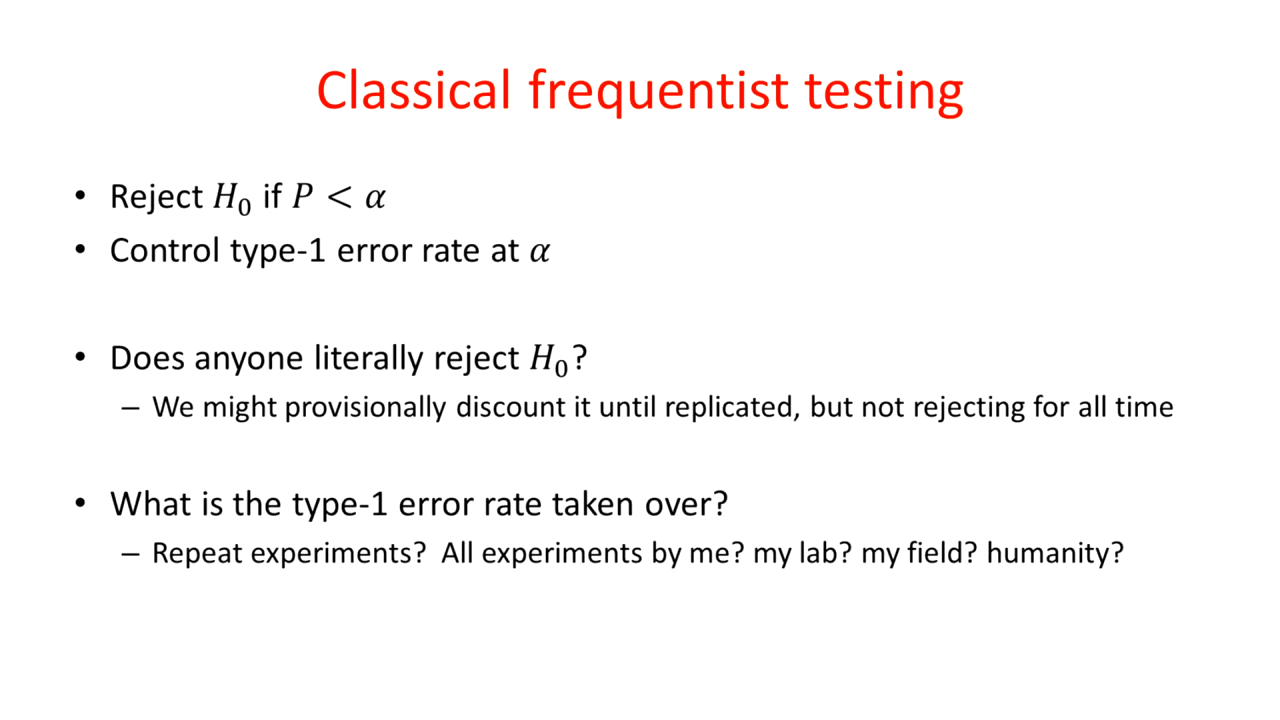 Classical frequentist testing
• Reject H₀ if P < α
• Control type-1 error rate at α
• Does anyone literally reject H₀?
– We might provisionally discount it until replicated, but not rejecting for all time
• What is the type-1 error rate taken over?
– Repeat experiments?  All experiments by me? my lab? my field? humanity?